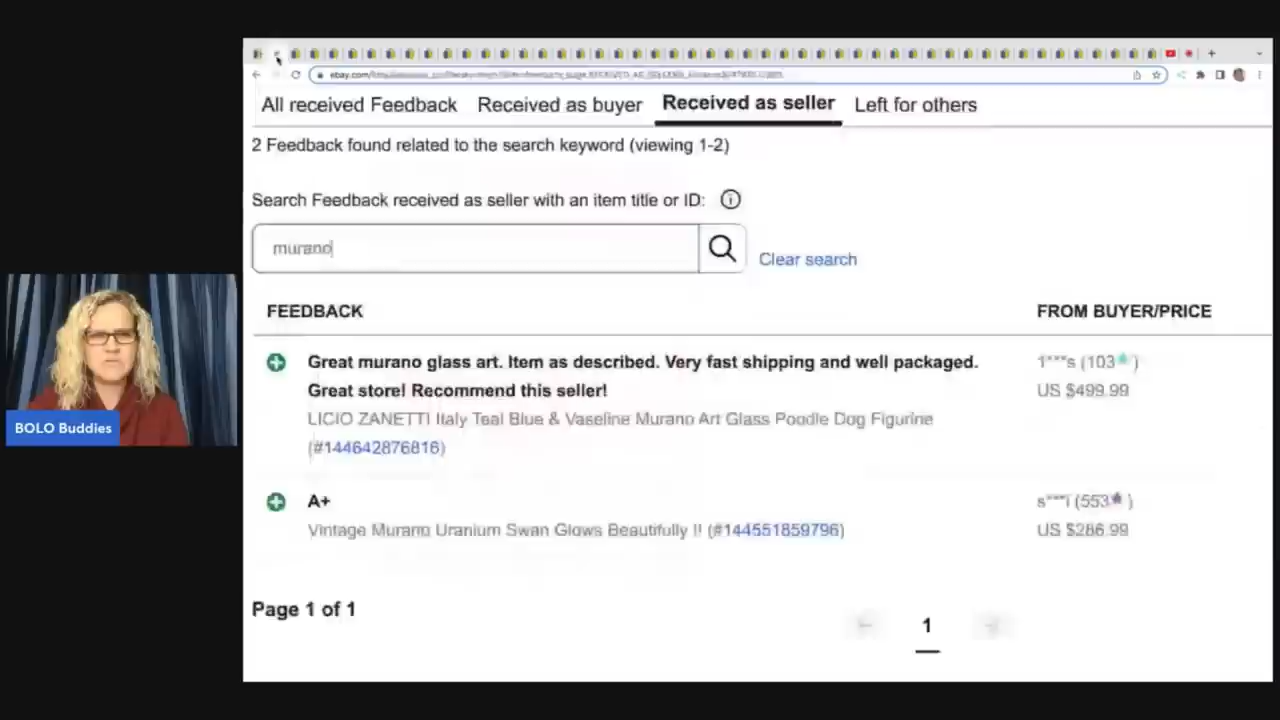 All received Feedback Received as buyer Received as seller Left for others
2 Feedback found related to the search keyword (viewing 1-2)
Search Feedback received as seller with an item title or ID:
murano
Clear search
FEEDBACK FROM BUYER/PRICE
Great murano glass art. Item as described. Very fast shipping and well packaged. 1***s (103 )
Great store! Recommend this seller! US $499.99
LICIO ZANETTI Italy Teal Blue & Vaseline Murano Art Glass Poodle Dog Figurine
(#144642876816)
A+ s***i (553 )
Vintage Murano Uranium Swan Glows Beautifully !! (#144551859796) US $286.99
BOLO Buddies
Page 1 of 1
1